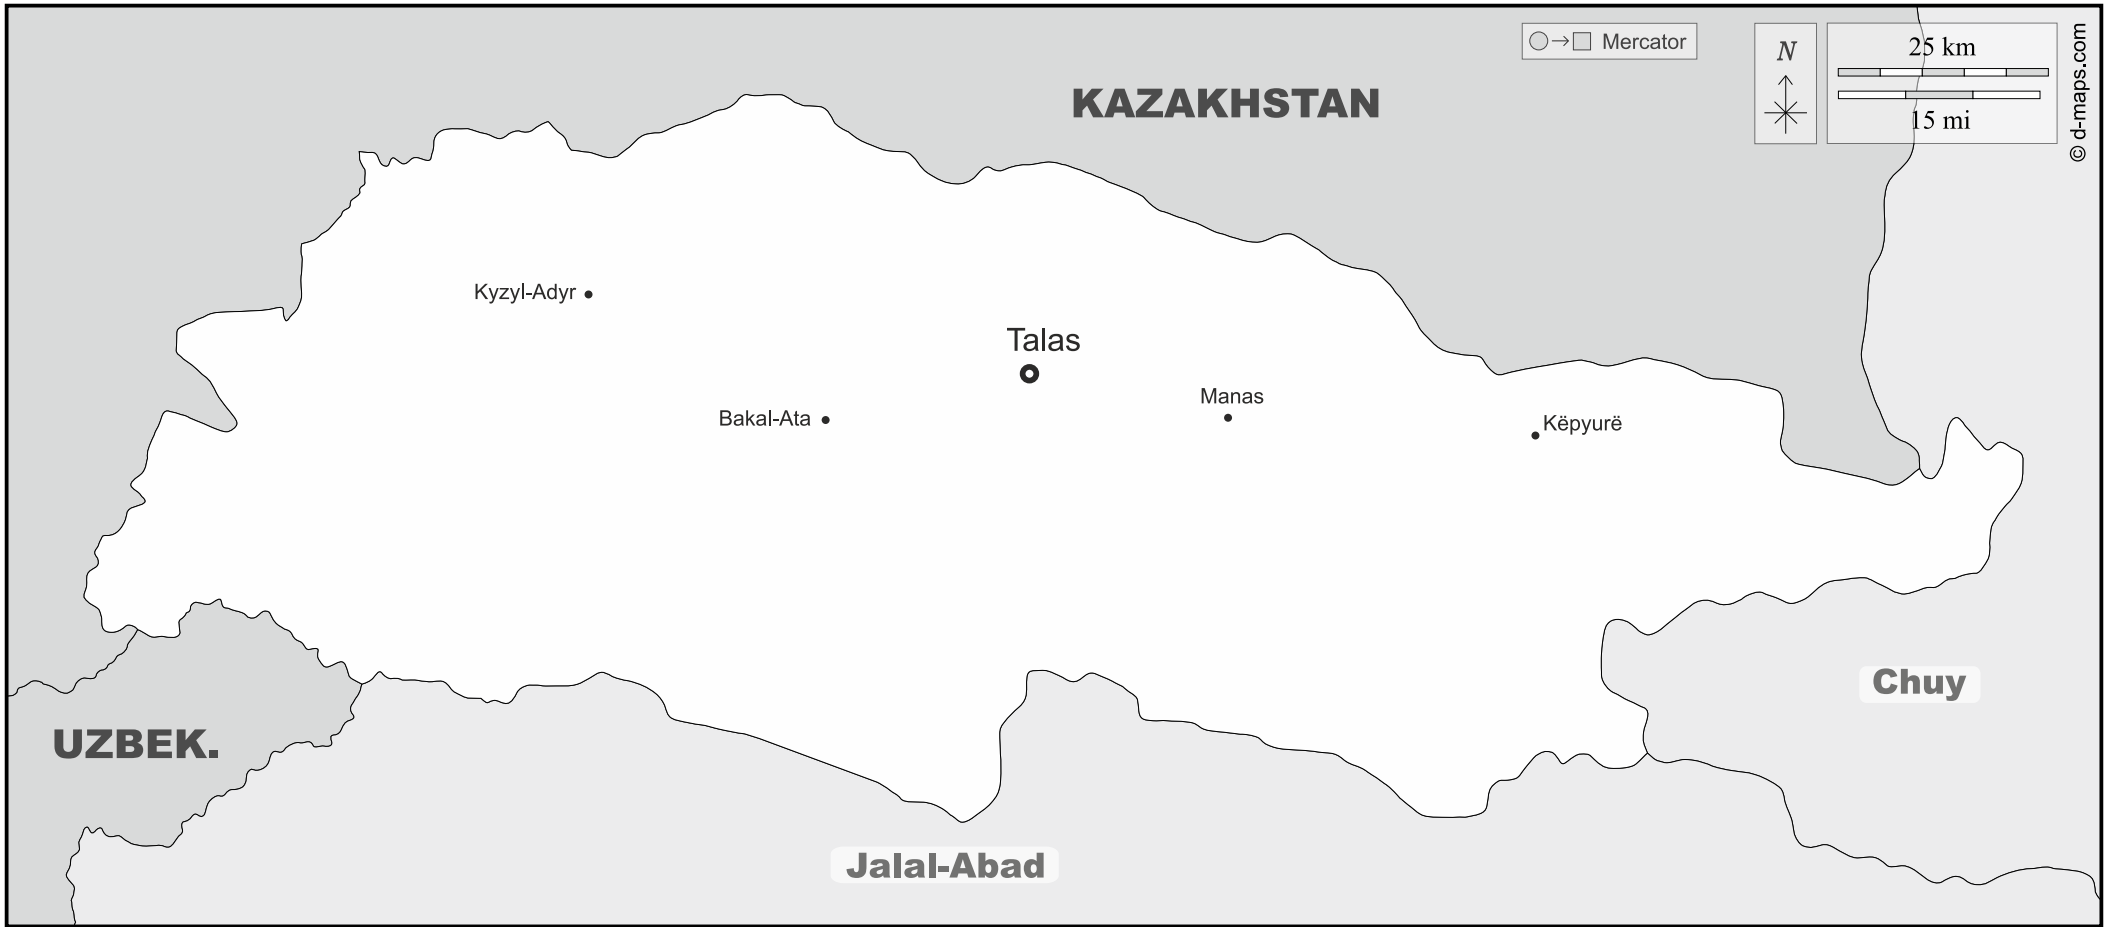 Mercator
N
25 km
15 mi
© d-maps.com
KAZAKHSTAN
Kyzyl-Adyr
Talas
Bakal-Ata
Manas
Këpyurë
Chuy
UZBEK.
Jalal-Abad